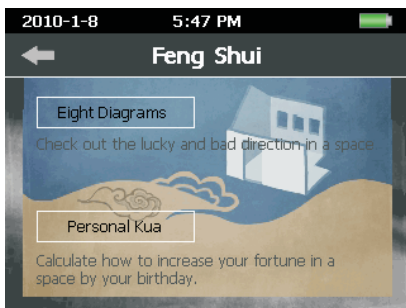 2010-1-8 5:47 PM
Feng Shui
Eight Diagrams
Check out the lucky and bad direction in a space
Personal Kua
Calculate how to increase your fortune in a
space by your birthday.